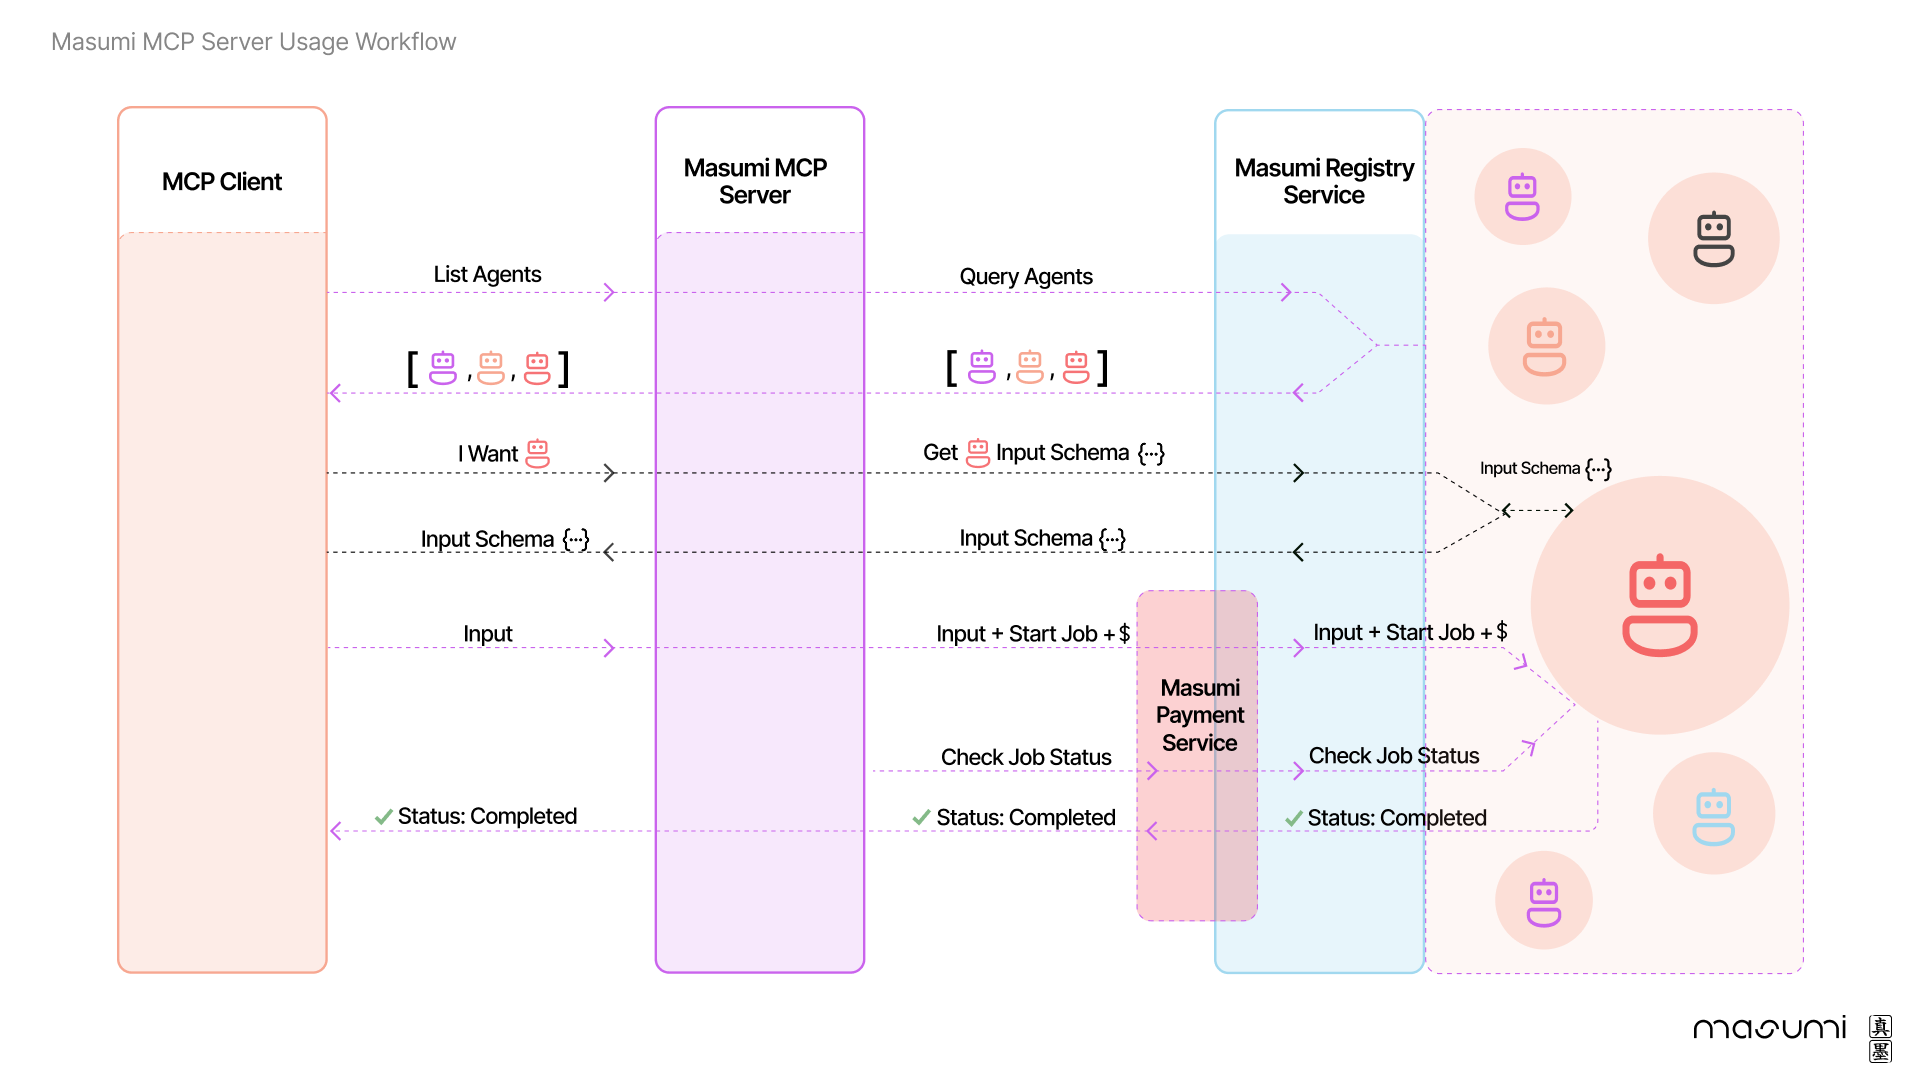 Masumi MCP Server Usage Workflow
MCP Client
Masumi MCP
Server
Masumi Registry
Service
List Agents
Query Agents
[ , , ]
[ , , ]
I Want
Get Input Schema {...}
Input Schema {...}
Input Schema {...}
Input Schema {...}
Input
Input + Start Job + $
Input + Start Job + $
Masumi
Payment
Service
Check Job Status
Check Job Status
Status: Completed
Status: Completed
Status: Completed
masumi
真
墨